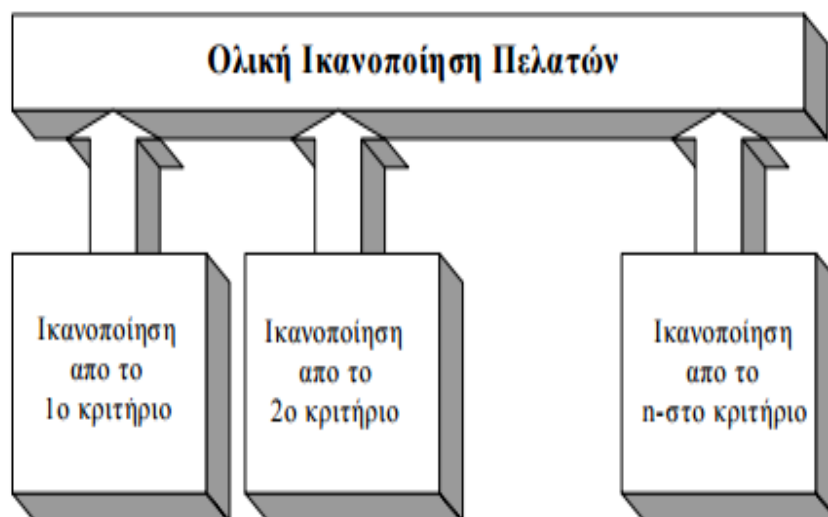 Ολική Ικανοποίηση Πελατών
Ικανοποίηση
απο το
1ο κριτήριο
Ικανοποίηση
απο το
2ο κριτήριο
Ικανοποίηση
απο το
n-στο κριτήριο